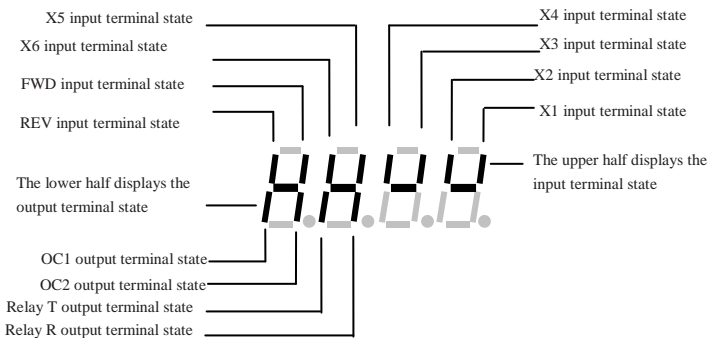 X5 input terminal state
X6 input terminal state
FWD input terminal state
REV input terminal state
The lower half displays the
output terminal state
OC1 output terminal state
OC2 output terminal state
Relay T output terminal state
Relay R output terminal state
X4 input terminal state
X3 input terminal state
X2 input terminal state
X1 input terminal state
The upper half displays the
input terminal state